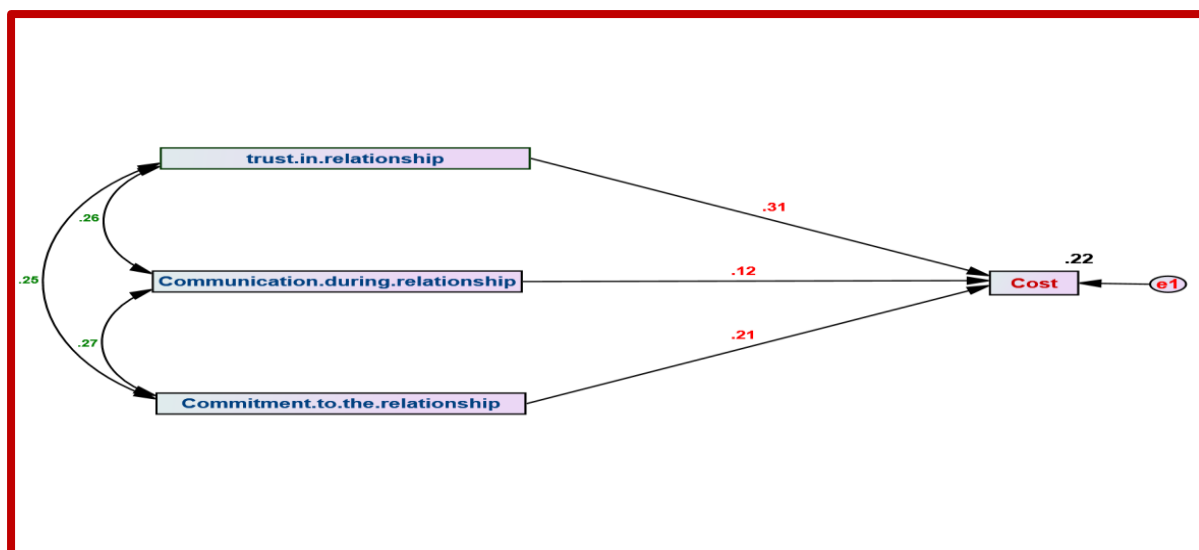 trust.in.relationship
.31
.26
.22
.25
Communication.during.relationship
.12
Cost
e1
.27
.21
Commitment.to.the.relationship